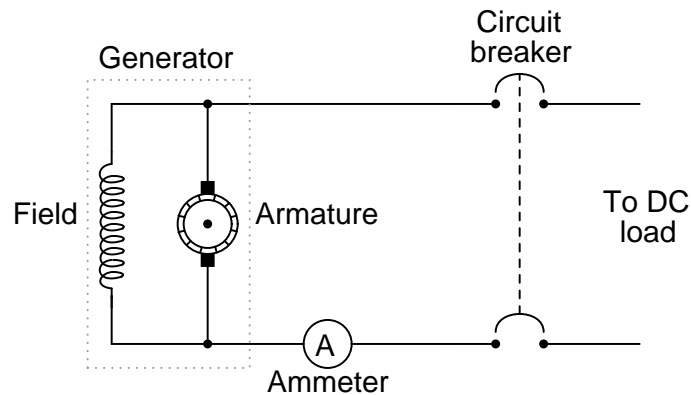 Generator
Circuit
breaker
Field
Armature
To DC
load
A
Ammeter